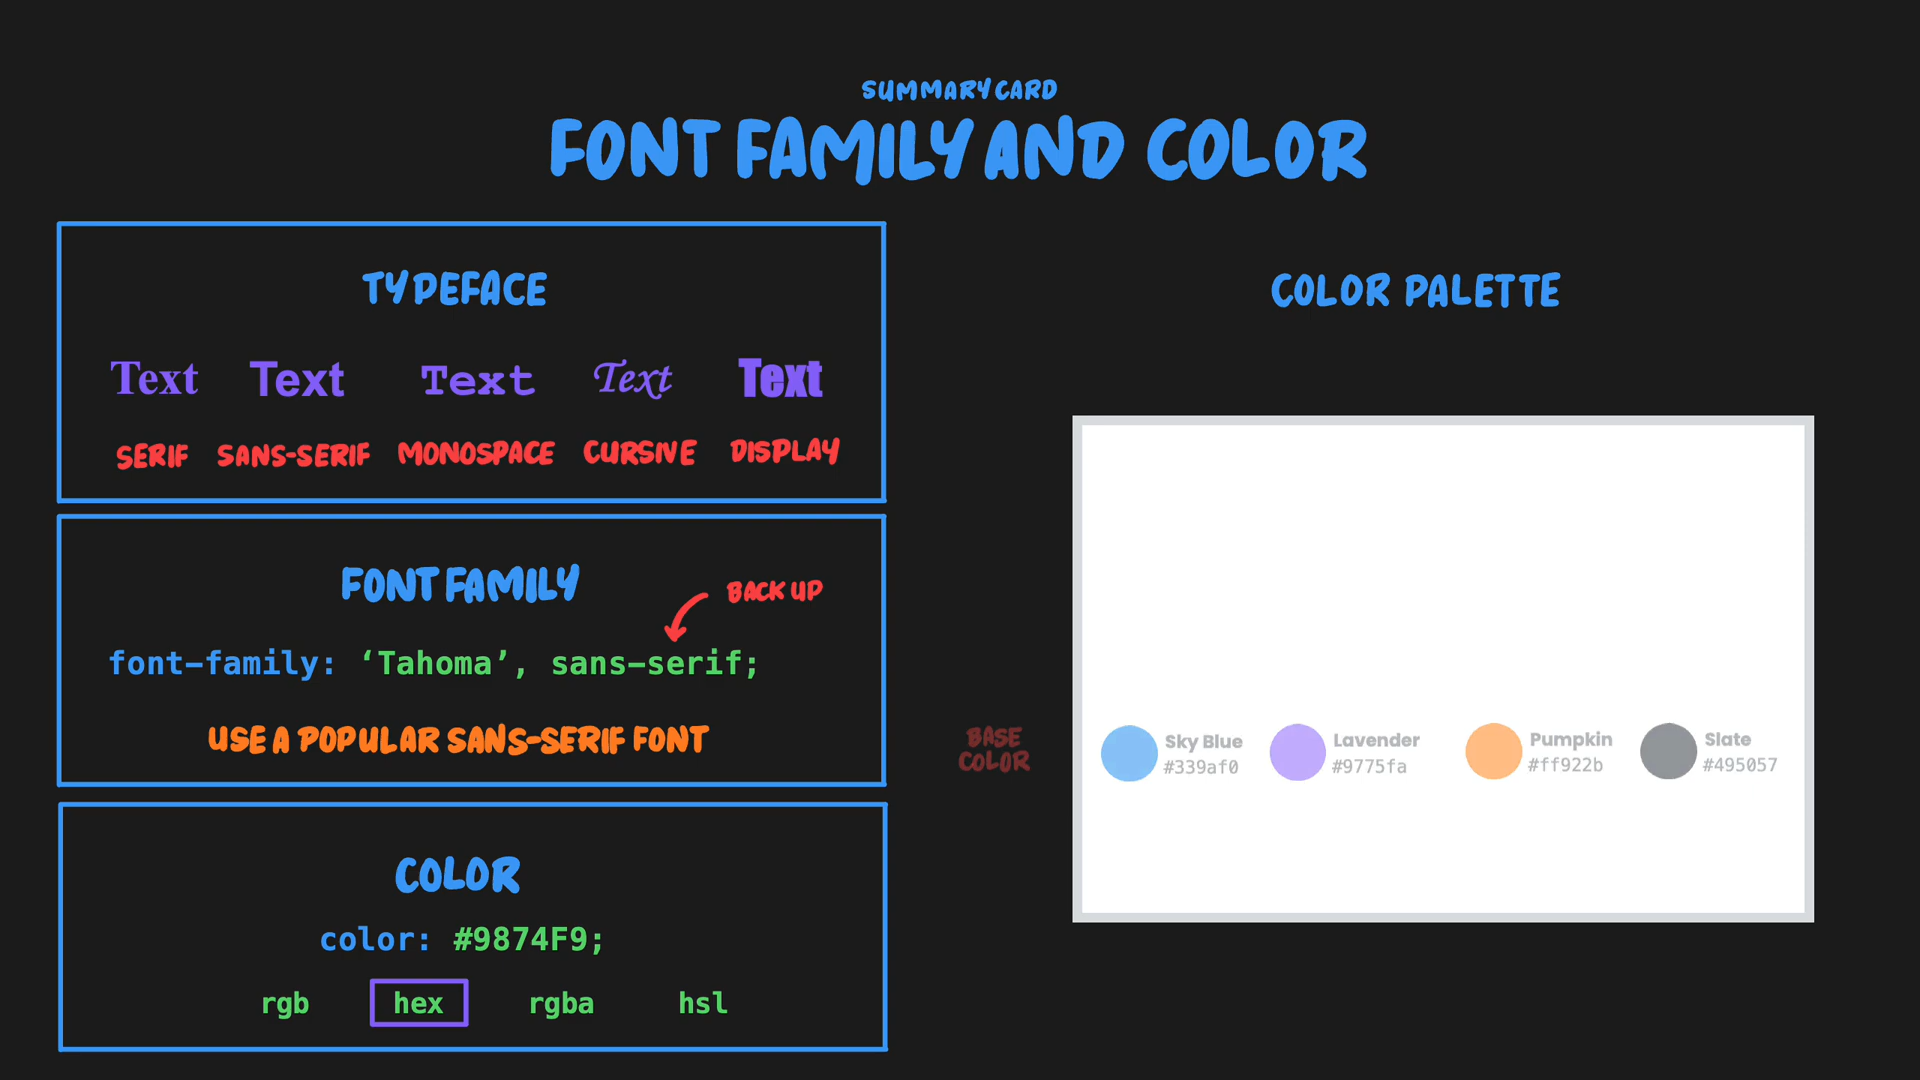 SUMMARY CARD
FONT FAMILY AND COLOR
TYPEFACE
Text Text Text Text Text
SERIF SANS-SERIF MONOSPACE CURSIVE DISPLAY
FONT FAMILY
BACK UP
font-family: ‘Tahoma’, sans-serif;
USE A POPULAR SANS-SERIF FONT
COLOR
color: #9874F9;
rgb hex rgba hsl
COLOR PALETTE
BASE
COLOR
Sky Blue Lavender Pumpkin Slate
#339af0 #9775fa #ff922b #495057